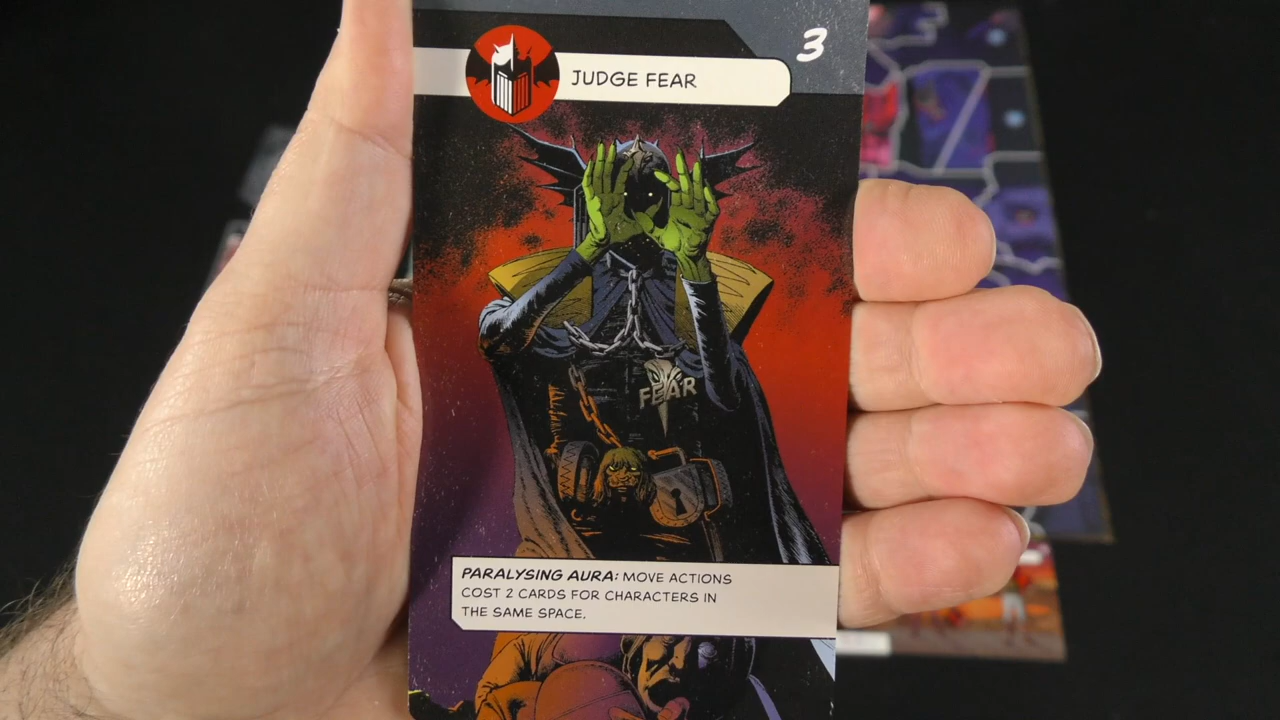 3
JUDGE FEAR
FEAR
PARALYSING AURA: MOVE ACTIONS
COST 2 CARDS FOR CHARACTERS IN
THE SAME SPACE.